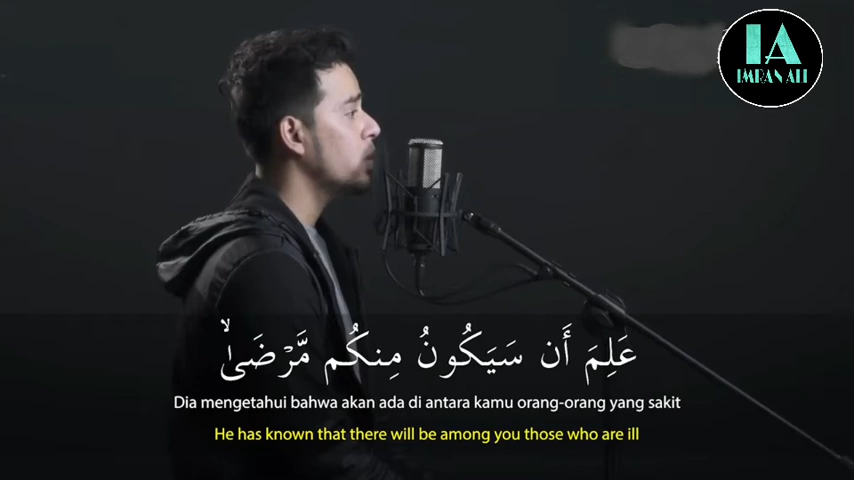 IA
IMRAN ALI
عَلِمَ أَن سَيَكُونُ مِنكُم مَّرْضَىٰۙ
Dia mengetahui bahwa akan ada di antara kamu orang-orang yang sakit
He has known that there will be among you those who are ill